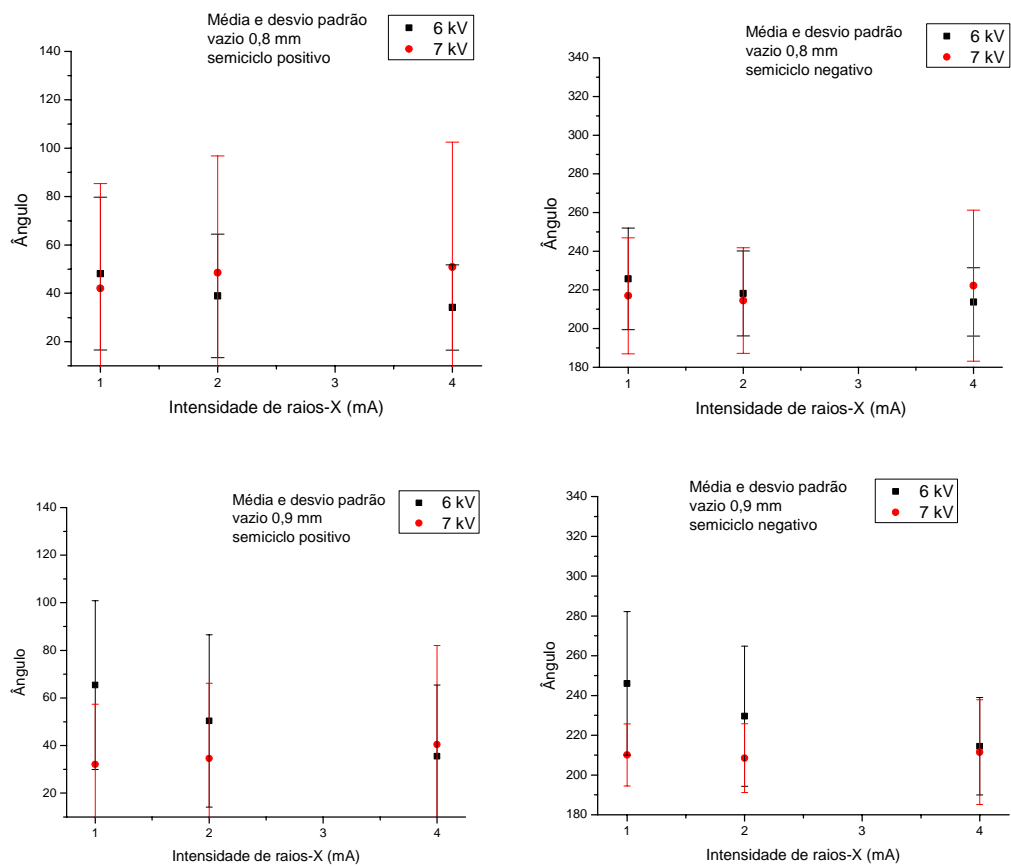 Média e desvio padrão
vazio 0,8 mm
semiciclo positivo
6 kV
7 kV
140
120
100
80
60
40
20
Ângulo
1
2
3
4
Intensidade de raios-X (mA)
Média e desvio padrão
vazio 0,8 mm
semiciclo negativo
6 kV
7 kV
340
320
300
280
260
240
220
200
180
Ângulo
1
2
3
4
Intensidade de raios-X (mA)
Média e desvio padrão
vazio 0,9 mm
semiciclo positivo
6 kV
7 kV
140
120
100
80
60
40
20
Ângulo
1
2
3
4
Intensidade de raios-X (mA)
Média e desvio padrão
vazio 0,9 mm
semiciclo negativo
6 kV
7 kV
340
320
300
280
260
240
220
200
180
Ângulo
1
2
3
4
Intensidade de raios-X (mA)